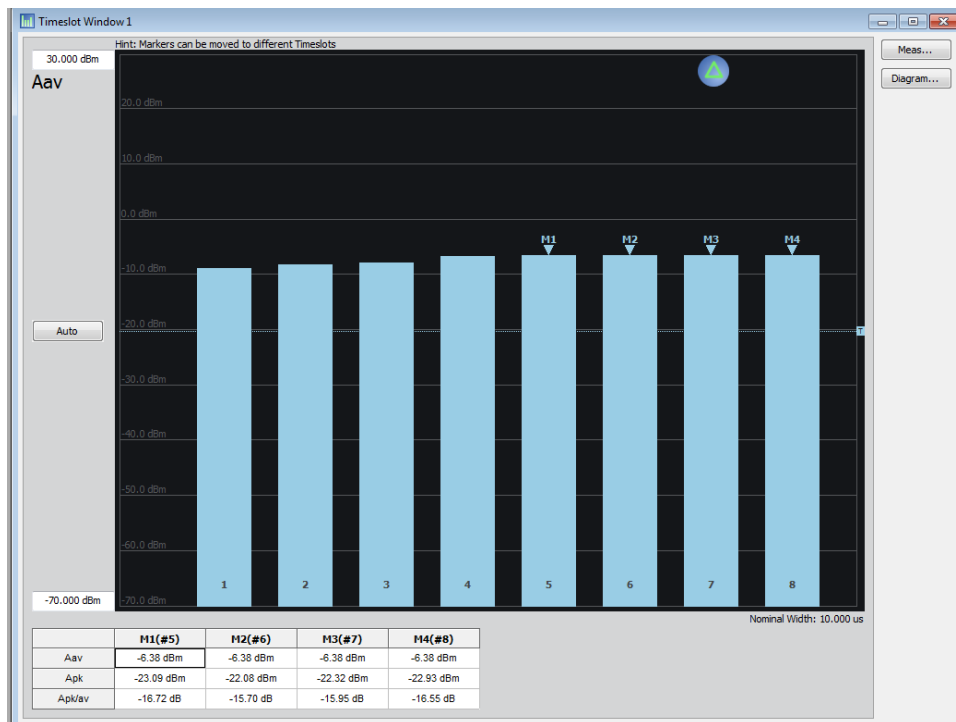 Timeslot Window 1
Hint: Markers can be moved to different Timeslots
30.000 dBm
Aav
Meas...
Diagram...
20.0 dBm
10.0 dBm
0.0 dBm
M1 M2 M3 M4
-10.0 dBm
Auto
-20.0 dBm
T
-30.0 dBm
-40.0 dBm
-50.0 dBm
-60.0 dBm
1 2 3 4 5 6 7 8
-70.000 dBm
-70.0 dBm
Nominal Width: 10.000 us
M1(#5) M2(#6) M3(#7) M4(#8)
Aav -6.38 dBm -6.38 dBm -6.38 dBm -6.38 dBm
Apk -23.09 dBm -22.08 dBm -22.32 dBm -22.93 dBm
Apk/av -16.72 dB -15.70 dB -15.95 dB -16.55 dB